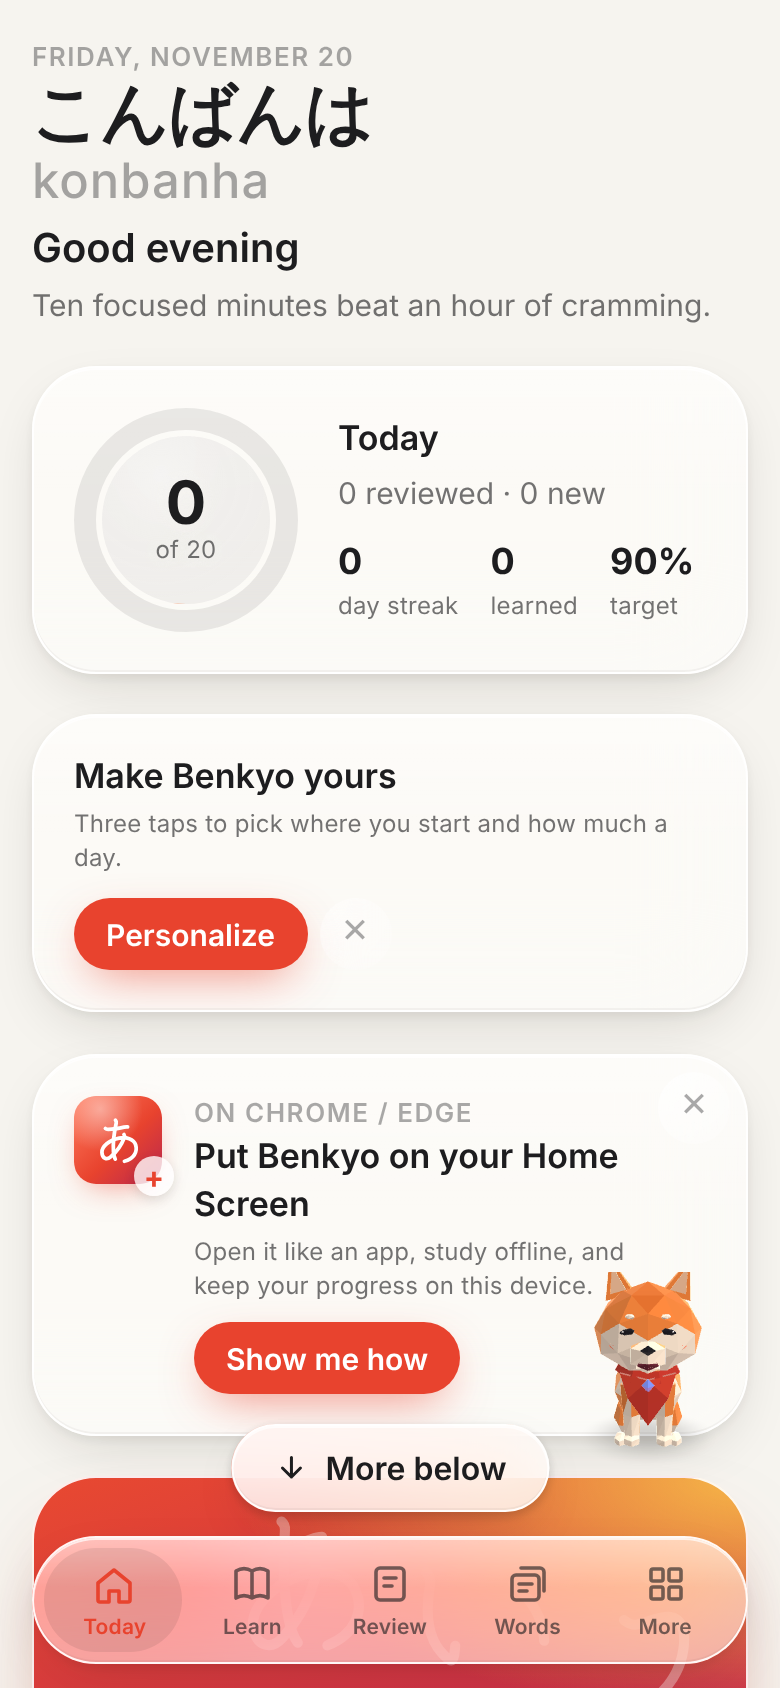 FRIDAY, NOVEMBER 20
こんばんは
konbanha
Good evening
Ten focused minutes beat an hour of cramming.
0
of 20
Today
0 reviewed · 0 new
0
day streak
0
learned
90%
target
Make Benkyo yours
Three taps to pick where you start and how much a
day.
Personalize
あ
ON CHROME / EDGE
Put Benkyo on your Home
Screen
Open it like an app, study offline, and
keep your progress on this device.
Show me how
More below
Today
Learn
Review
Words
More